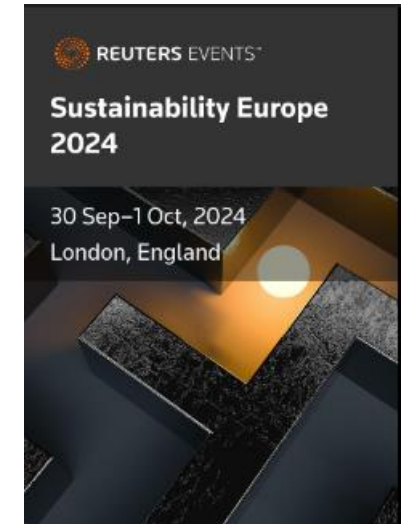 REUTERS EVENTS™
Sustainability Europe
2024
30 Sep–1 Oct, 2024
London, England